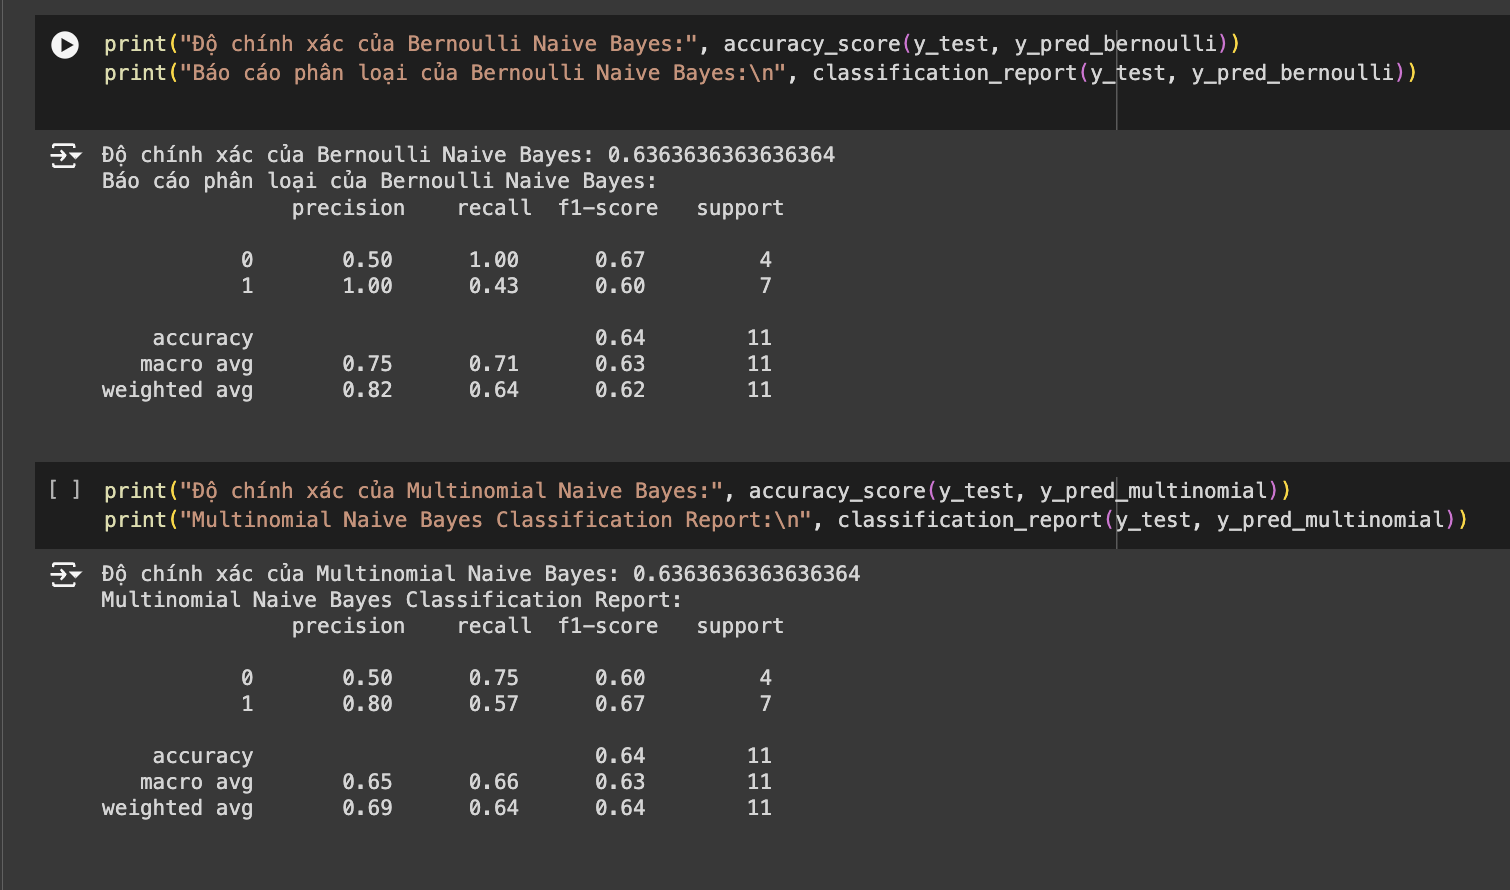 print("Độ chính xác của Bernoulli Naive Bayes:", accuracy_score(y_test, y_pred_bernoulli))
print("Báo cáo phân loại của Bernoulli Naive Bayes:\n", classification_report(y_test, y_pred_bernoulli))
Độ chính xác của Bernoulli Naive Bayes: 0.6363636363636364
Báo cáo phân loại của Bernoulli Naive Bayes:
precision recall f1-score support
0 0.50 1.00 0.67 4
1 1.00 0.43 0.60 7
accuracy 0.64 11
macro avg 0.75 0.71 0.63 11
weighted avg 0.82 0.64 0.62 11
[ ] print("Độ chính xác của Multinomial Naive Bayes:", accuracy_score(y_test, y_pred_multinomial))
print("Multinomial Naive Bayes Classification Report:\n", classification_report(y_test, y_pred_multinomial))
Độ chính xác của Multinomial Naive Bayes: 0.6363636363636364
Multinomial Naive Bayes Classification Report:
precision recall f1-score support
0 0.50 0.75 0.60 4
1 0.80 0.57 0.67 7
accuracy 0.64 11
macro avg 0.65 0.66 0.63 11
weighted avg 0.69 0.64 0.64 11